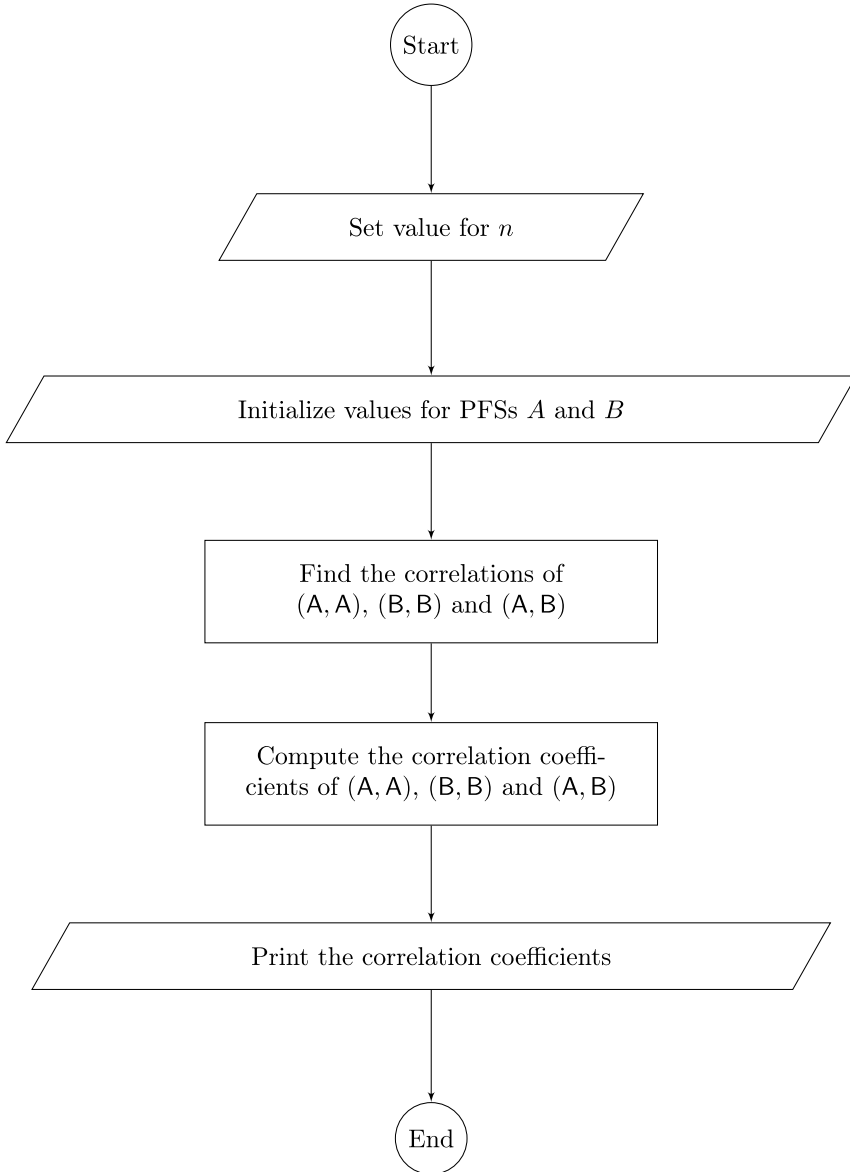 Start
Set value for n
Initialize values for PFSs A and B
Find the correlations of
(A, A), (B, B) and (A, B)
Compute the correlation coeffi-
cients of (A, A), (B, B) and (A, B)
Print the correlation coefficients
End